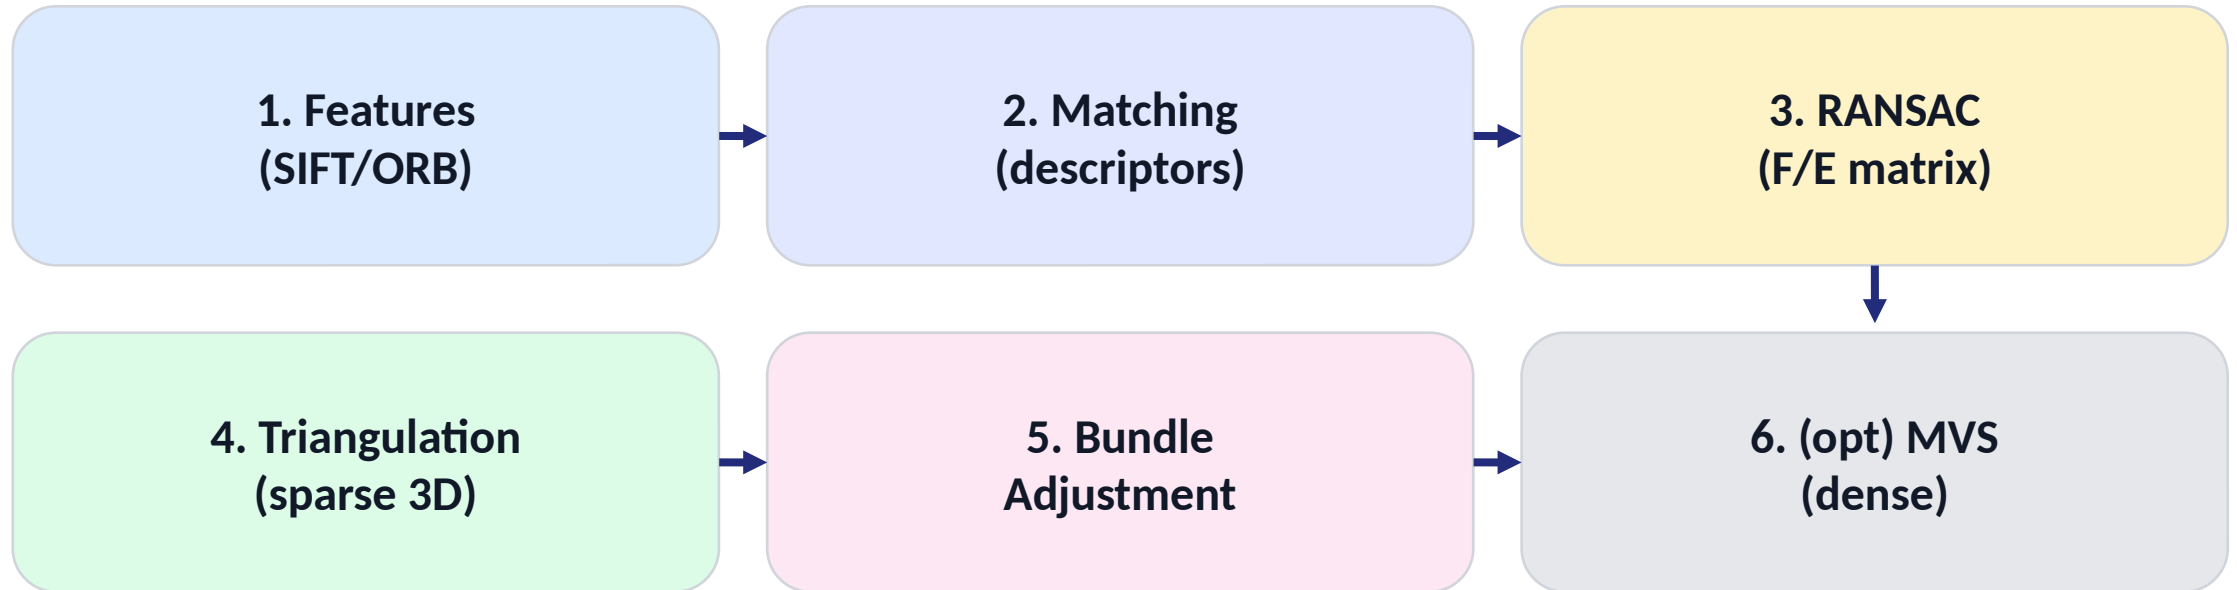 1. Features
(SIFT/ORB)
2. Matching
(descriptors)
3. RANSAC
(F/E matrix)
4. Triangulation
(sparse 3D)
5. Bundle
Adjustment
6. (opt) MVS
(dense)